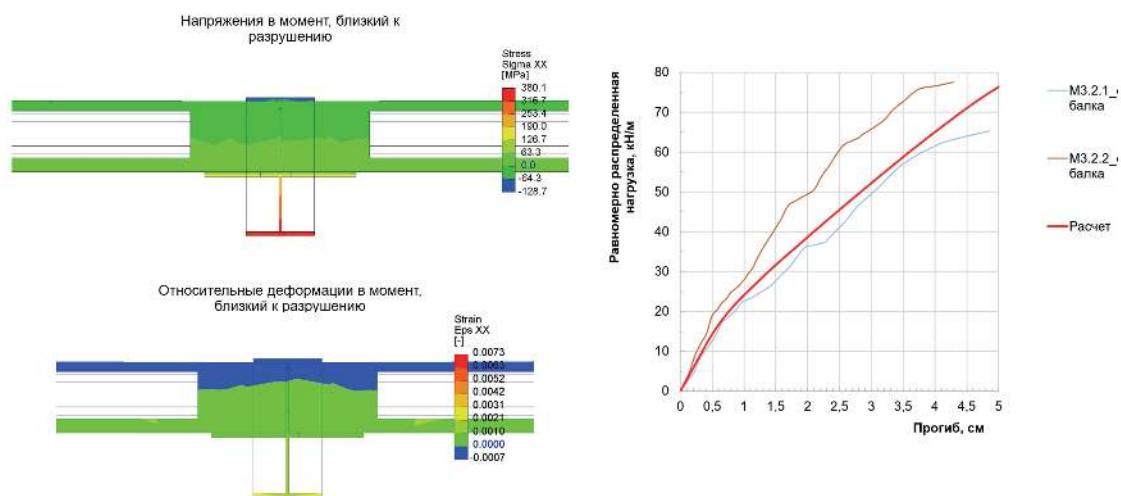 Напряжения в момент, близкий к
разрушению
Stress
Sigma XX
[MPa]
380.1
316.7
253.4
190.0
126.7
63.3
0.0
-64.3
-128.7
Относительные деформации в момент,
близкий к разрушению
Strain
Eps XX
[-]
0.0073
0.0063
0.0052
0.0042
0.0031
0.0021
0.0010
0.0000
-0.0007
Равномерно распределенная
нагрузка, кН/м
80
70
60
50
40
30
20
10
0
0 0,5 1 1,5 2 2,5 3 3,5 4 4,5 5
Прогиб, см
М3.2.1_
балка
М3.2.2_
балка
Расчет